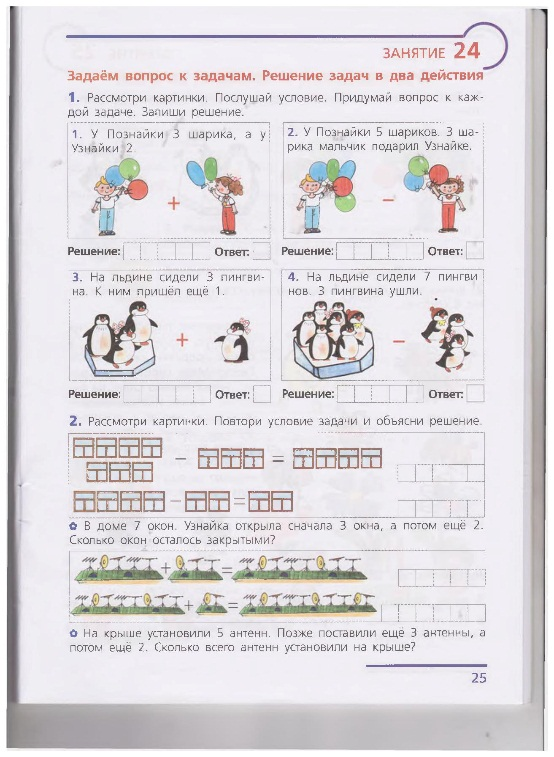 ЗАНЯТИЕ 24
Задаём вопрос к задачам. Решение задач в два действия
1. Рассмотри картинки. Послушай условие. Придумай вопрос к каж-
дой задаче. Запиши решение.
1. У Познайки 3 шарика, а у
Узнайки 2.
+
Решение: Ответ:
2. У Познайки 5 шариков. 3 ша-
рика мальчик подарил Узнайке.
–
Решение: Ответ:
3. На льдине сидели 3 пингви-
на. К ним пришёл ещё 1.
+
Решение: Ответ:
4. На льдине сидели 7 пингви
нов. 3 пингвина ушли.
–
Решение: Ответ:
2. Рассмотри картинки. Повтори условие задачи и объясни решение.
– =
– =
В доме 7 окон. Узнайка открыла сначала 3 окна, а потом ещё 2.
Сколько окон осталось закрытыми?
+ =
+ =
На крыше установили 5 антенн. Позже поставили ещё 3 антенны, а
потом ещё 2. Сколько всего антенн установили на крыше?
25